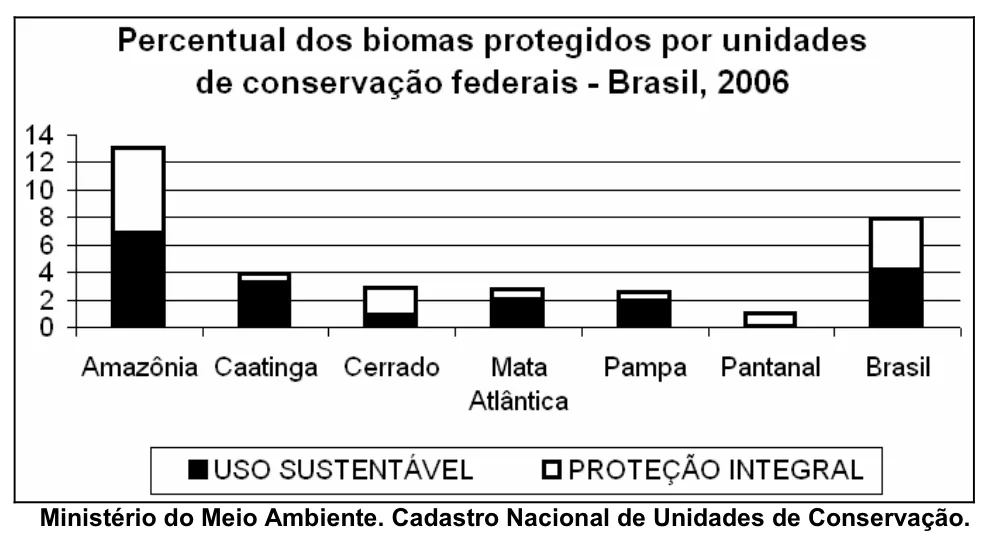 Percentual dos biomas protegidos por unidades
de conservação federais - Brasil, 2006
14
12
10
8
6
4
2
0
Amazônia Caatinga Cerrado Mata Pampa Pantanal Brasil
Atlântica
USO SUSTENTÁVEL PROTEÇÃO INTEGRAL
Ministério do Meio Ambiente. Cadastro Nacional de Unidades de Conservação.